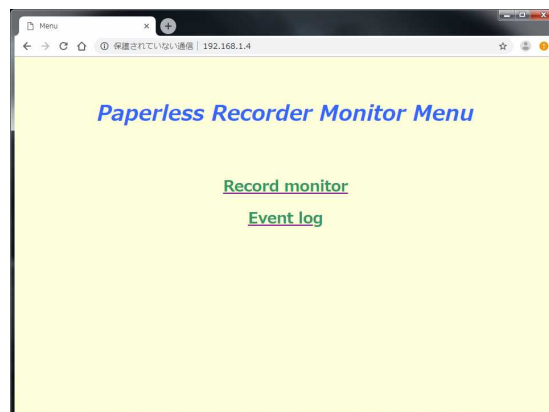 Menu
保護されていない通信 | 192.168.1.4
Paperless Recorder Monitor Menu
Record monitor
Event log